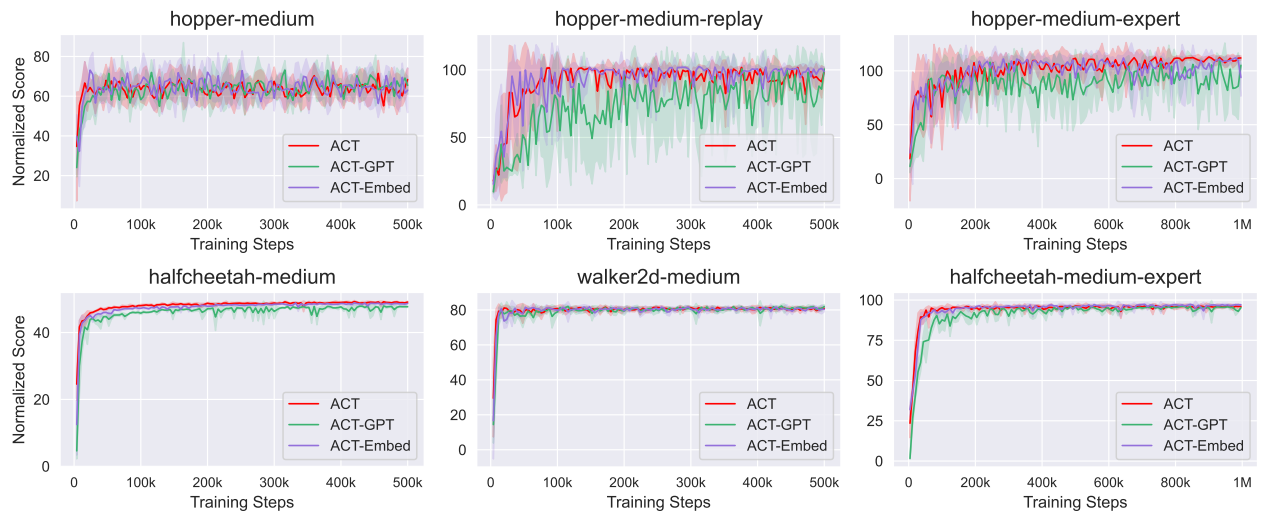 hopper-medium
Normalized Score
80
60
40
20
0 100k 200k 300k 400k 500k
Training Steps
ACT
ACT-GPT
ACT-Embed
hopper-medium-replay
100
50
0
0 100k 200k 300k 400k 500k
Training Steps
ACT
ACT-GPT
ACT-Embed
hopper-medium-expert
100
50
0
0 200k 400k 600k 800k 1M
Training Steps
ACT
ACT-GPT
ACT-Embed
halfcheetah-medium
Normalized Score
40
20
0
0 100k 200k 300k 400k 500k
Training Steps
ACT
ACT-GPT
ACT-Embed
walker2d-medium
80
60
40
20
0
0 100k 200k 300k 400k 500k
Training Steps
ACT
ACT-GPT
ACT-Embed
halfcheetah-medium-expert
100
75
50
25
0
0 200k 400k 600k 800k 1M
Training Steps
ACT
ACT-GPT
ACT-Embed